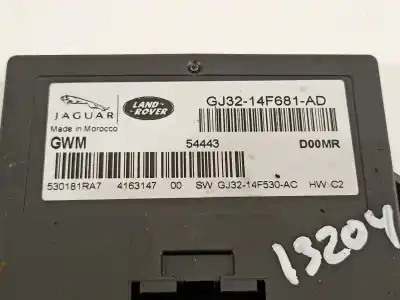 JAGUAR
LAND-
ROVER
GJ32-14F681-AD
Made in Morocco
GWM 54443 D00MR
530181RA7 4163147 00 SW GJ32-14F530-AC HW C2
13204